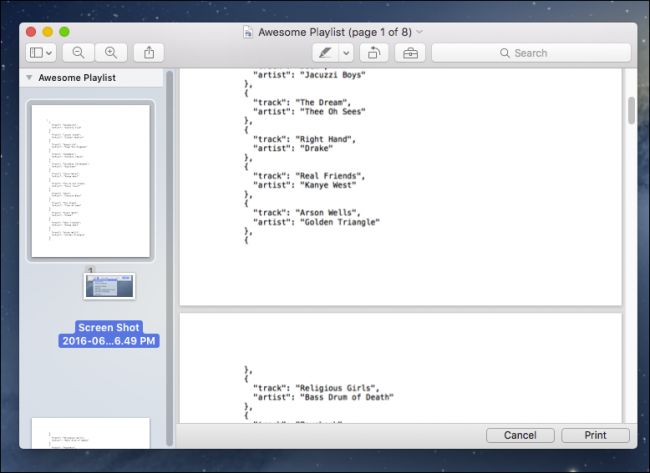 Awesome Playlist (page 1 of 8)
Search
Awesome Playlist
1
Screen Shot
2016-06...6.49 PM
"artist": "Jacuzzi Boys"
},
{
"track": "The Dream",
"artist": "Thee Oh Sees"
},
{
"track": "Right Hand",
"artist": "Drake"
},
{
"track": "Real Friends",
"artist": "Kanye West"
},
{
"track": "Arson Wells",
"artist": "Golden Triangle"
},
{
},
{
"track": "Religious Girls",
"artist": "Bass Drum of Death"
},
{
Cancel
Print